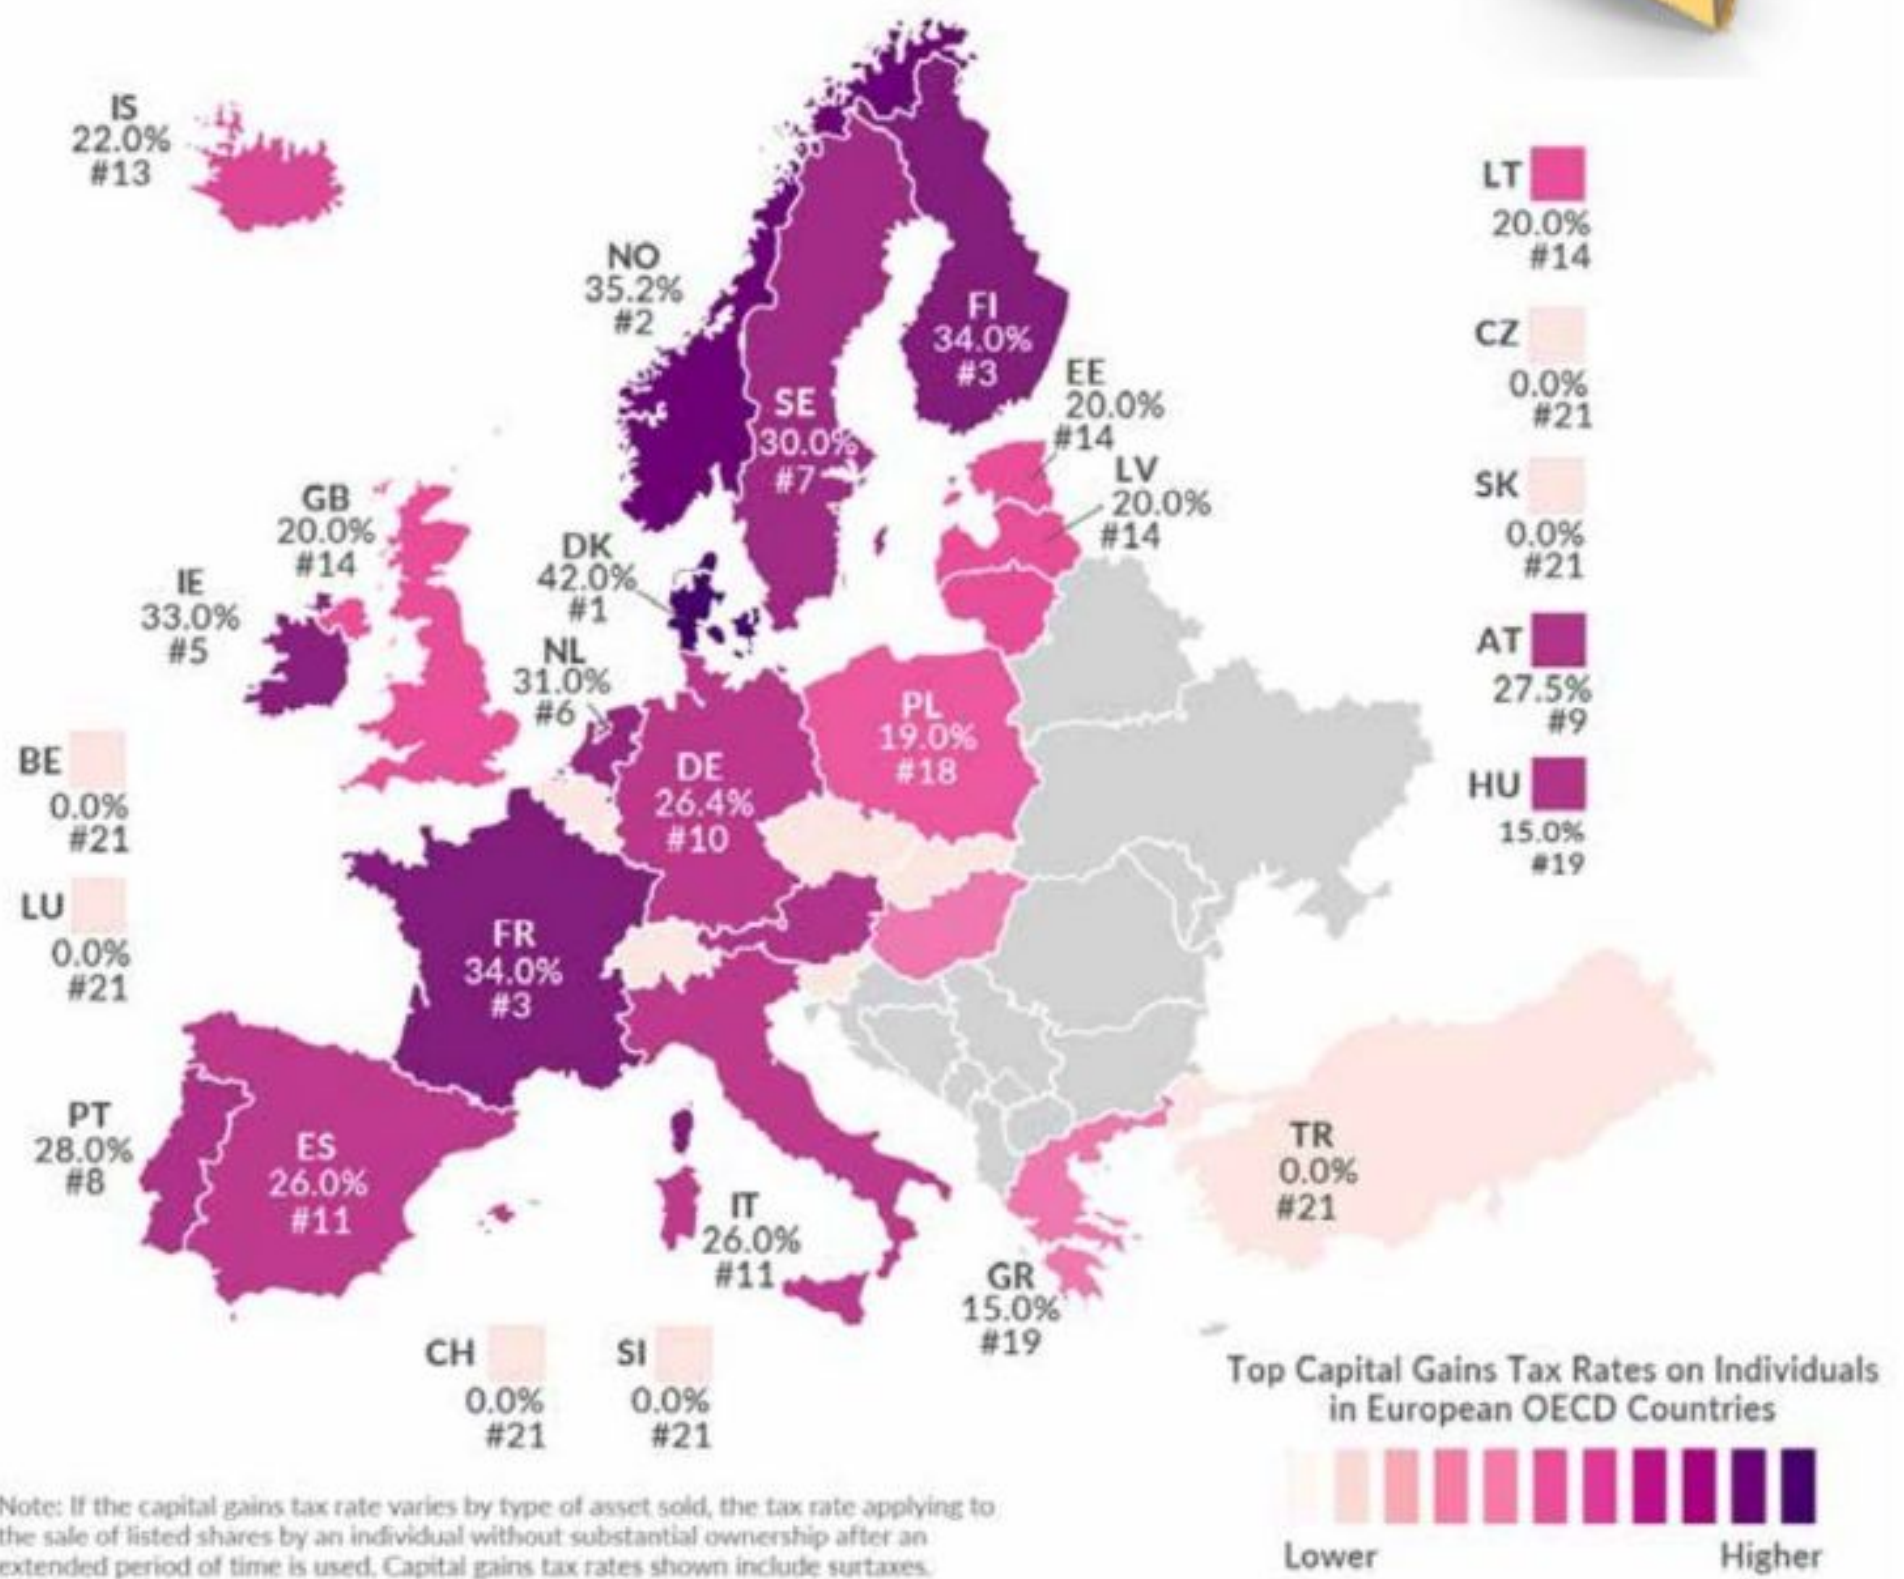 IS
22.0%
#13
NO
35.2%
#2
FI
34.0%
#3
SE
30.0%
#7
EE
20.0%
#14
LV
20.0%
#14
LT
20.0%
#14
CZ
0.0%
#21
SK
0.0%
#21
AT
27.5%
#9
HU
15.0%
#19
GB
20.0%
#14
IE
33.0%
#5
DK
42.0%
#1
NL
31.0%
#6
BE
0.0%
#21
LU
0.0%
#21
DE
26.4%
#10
PL
19.0%
#18
FR
34.0%
#3
PT
28.0%
#8
ES
26.0%
#11
IT
26.0%
#11
GR
15.0%
#19
TR
0.0%
#21
CH
0.0%
#21
SI
0.0%
#21
Top Capital Gains Tax Rates on Individuals
in European OECD Countries
Lower
Higher
Note: If the capital gains tax rate varies by type of asset sold, the tax rate applying to
the sale of listed shares by an individual without substantial ownership after an
extended period of time is used. Capital gains tax rates shown include surtaxes.